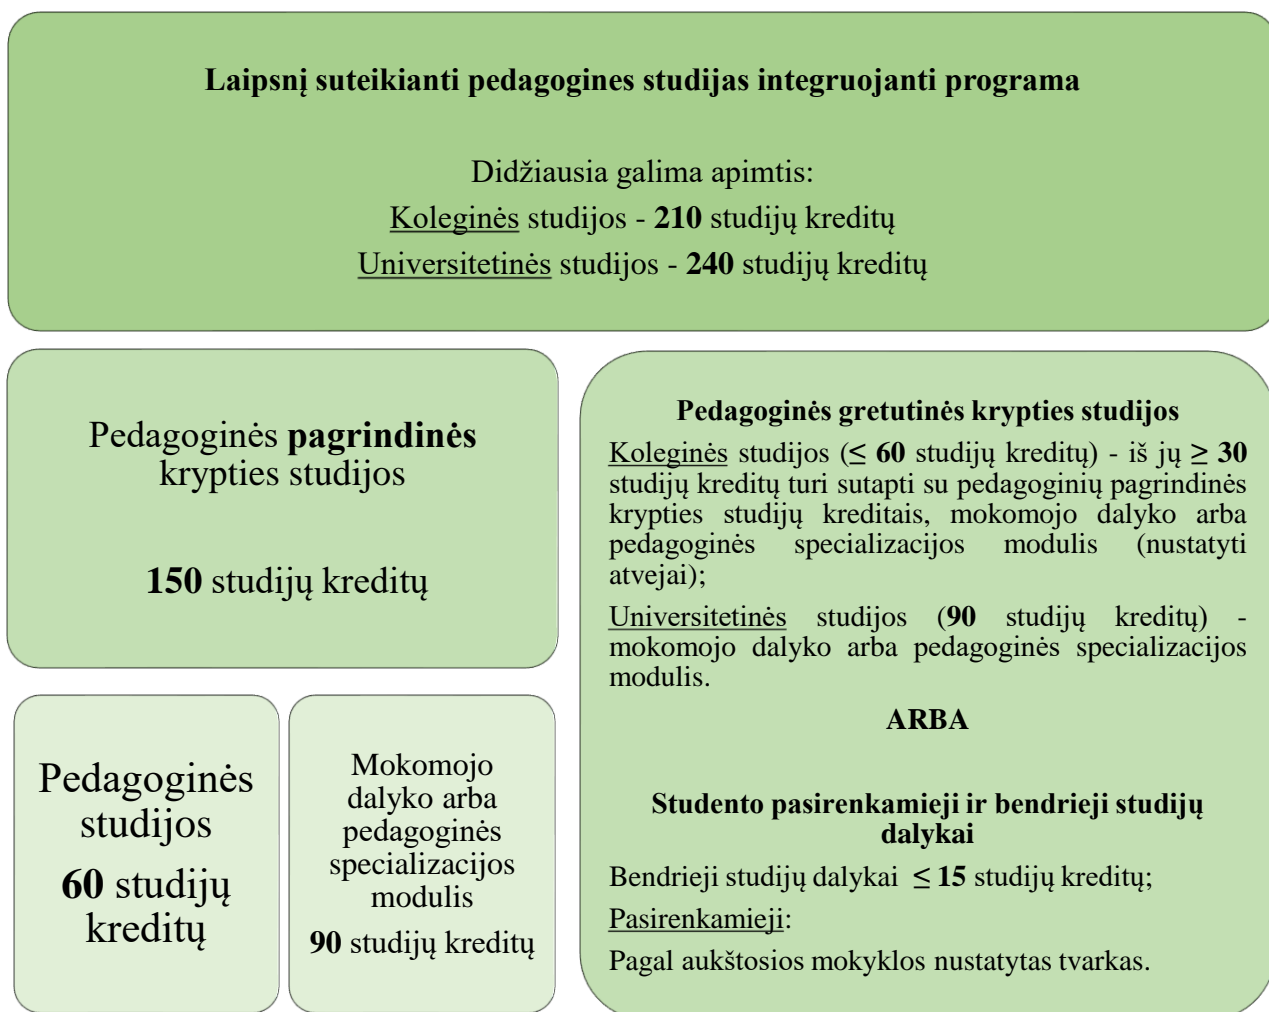 Laipsnį suteikianti pedagogines studijas integruojanti programa
Didžiausia galima apimtis:
Koleginės studijos - 210 studijų kreditų
Universitetinės studijos - 240 studijų kreditų
Pedagoginės pagrindinės
krypties studijos
150 studijų kreditų
Pedagoginės
studijos
60 studijų
kreditų
Mokomojo
dalyko arba
pedagoginės
specializacijos
modulis
90 studijų kreditų
Pedagoginės gretutinės krypties studijos
Koleginės studijos (≤ 60 studijų kreditų) - iš jų ≥ 30
studijų kreditų turi sutapti su pedagoginių pagrindinės
krypties studijų kreditais, mokomojo dalyko arba
pedagoginės specializacijos modulis (nustatyti
atvejai);
Universitetinės studijos (90 studijų kreditų) -
mokomojo dalyko arba pedagoginės specializacijos
modulis.
ARBA
Studento pasirenkamieji ir bendrieji studijų
dalykai
Bendrieji studijų dalykai ≤ 15 studijų kreditų;
Pasirenkamieji:
Pagal aukštosios mokyklos nustatytas tvarkas.